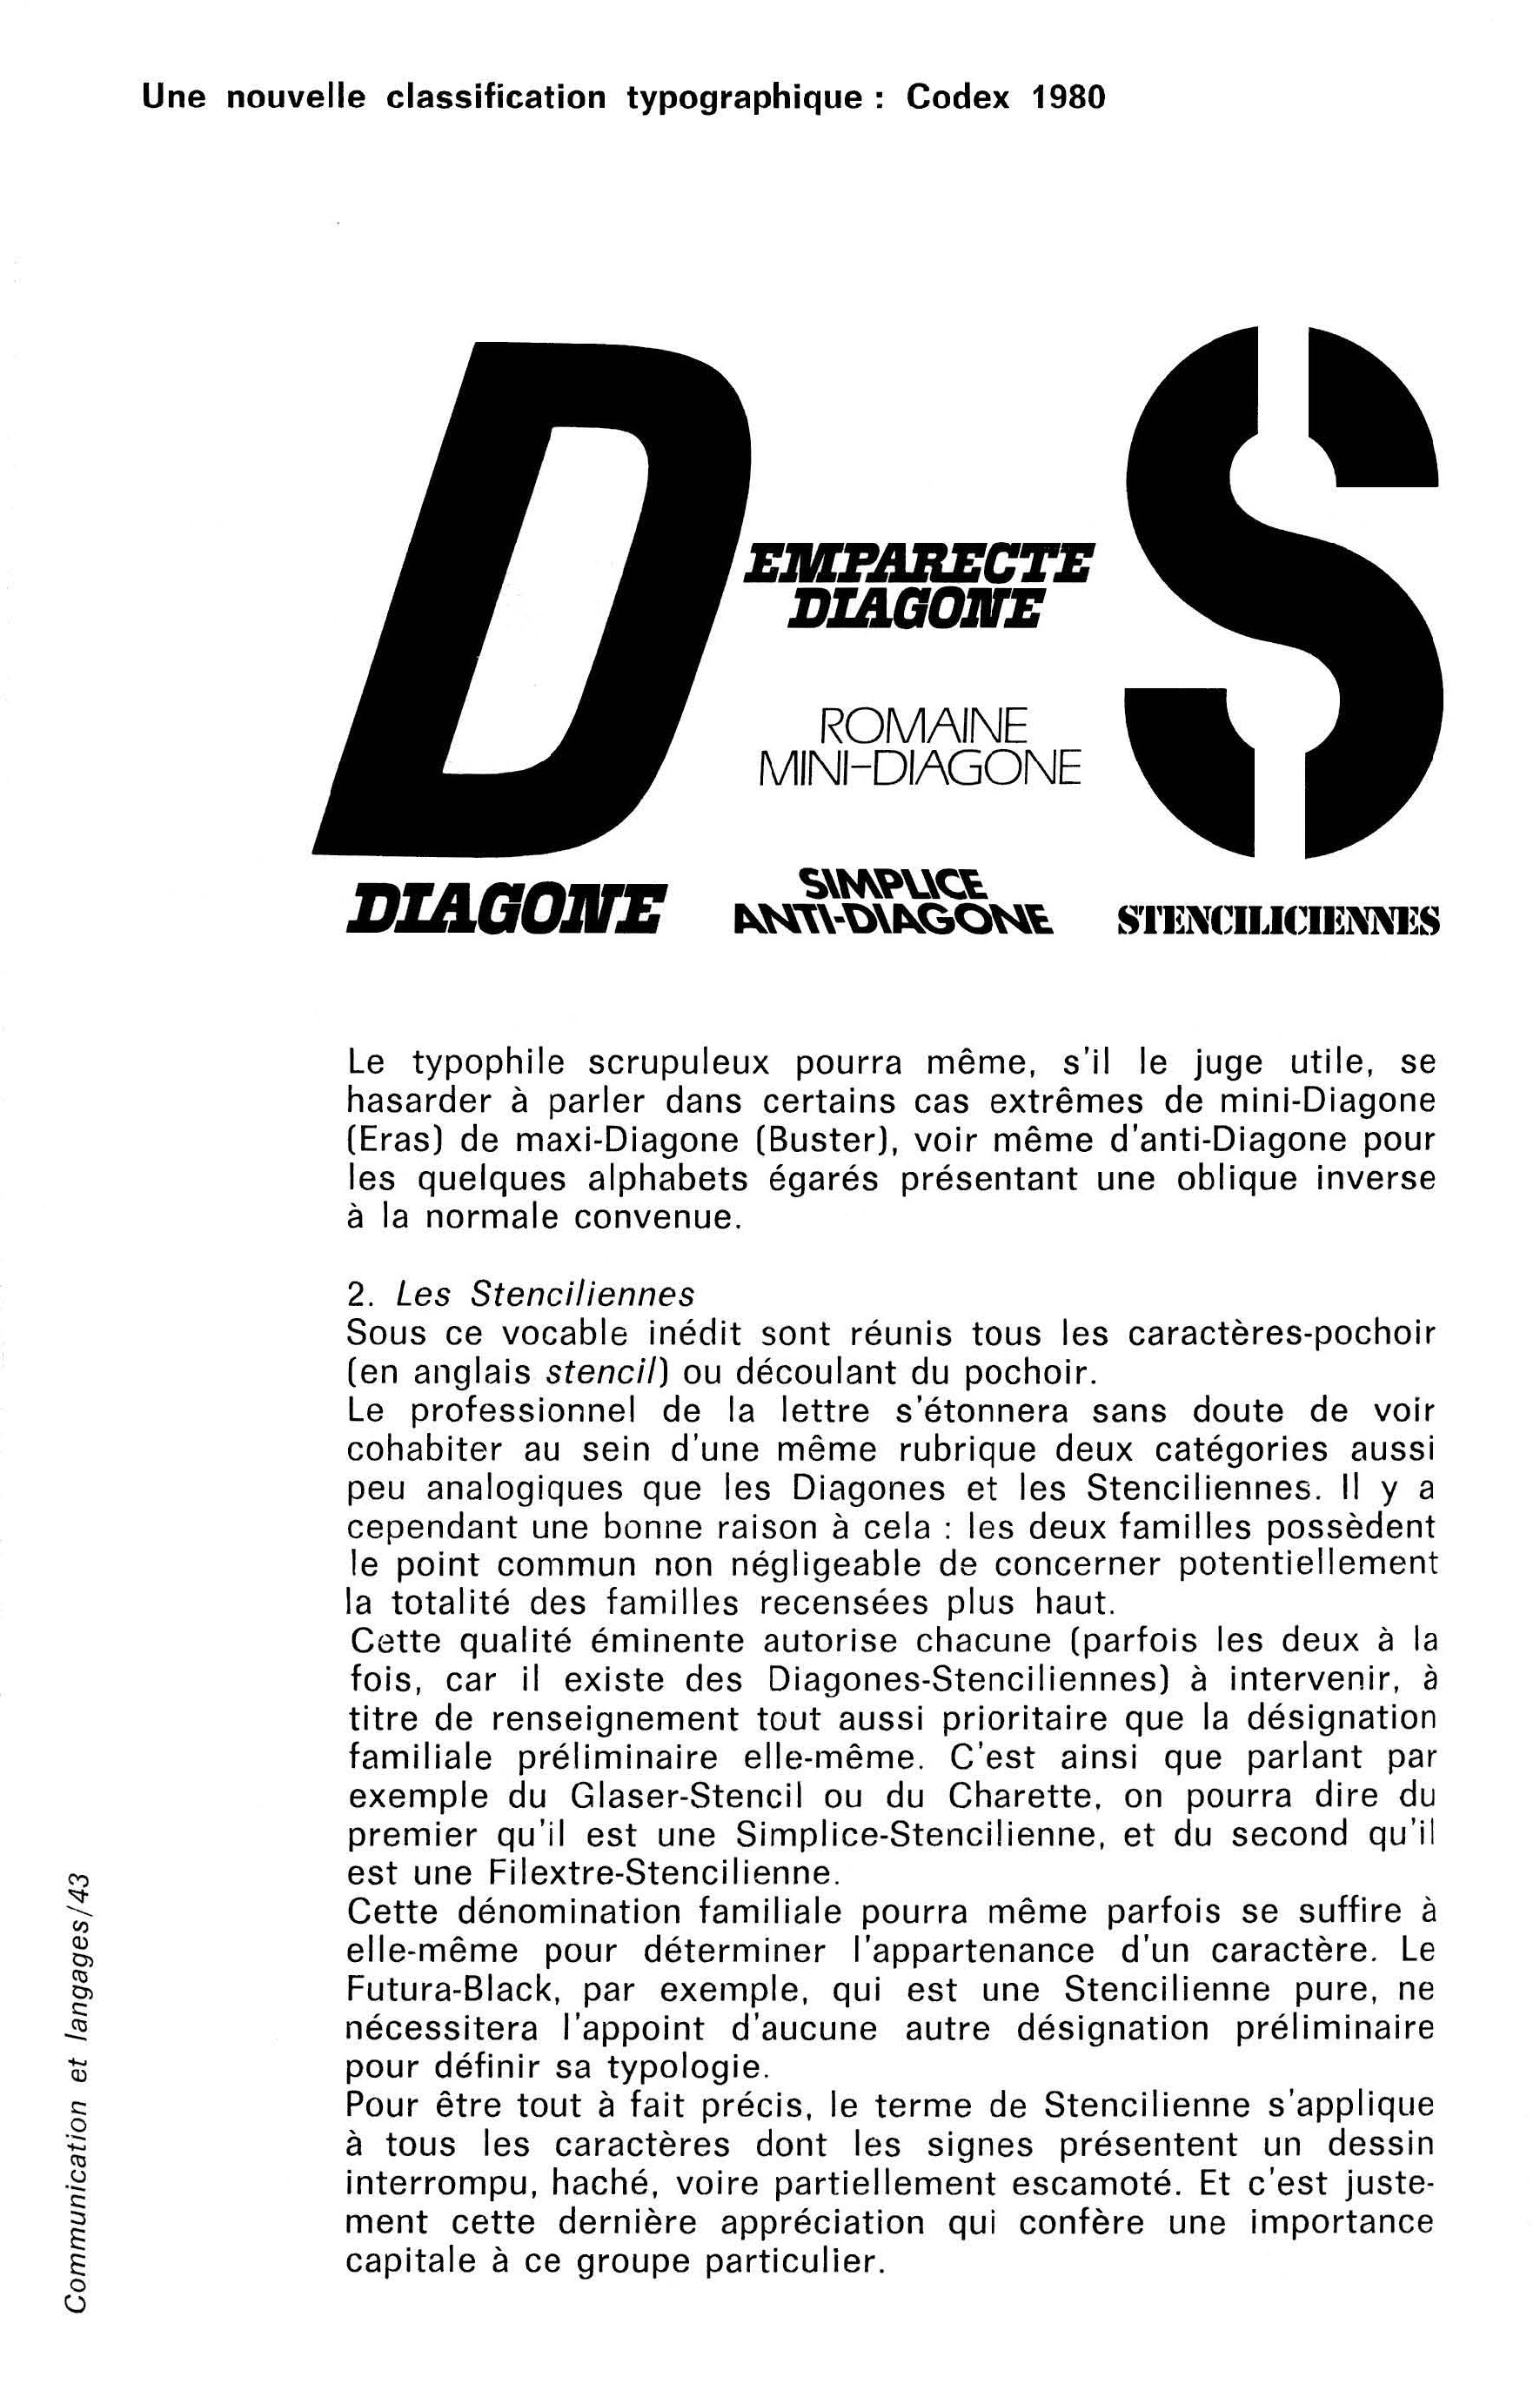 Une nouvelle classification typographique : Codex 1980
D
S
EMPARECTE
DIAGONE
ROMAINE
MINI-DIAGONE
DIAGONE
SIMPLICE
ANTI-DIAGONE
STENCILICIENNES
Le typophile scrupuleux pourra même, s'il le juge utile, se
hasarder à parler dans certains cas extrêmes de mini-Diagone
(Eras) de maxi-Diagone (Buster), voir même d'anti-Diagone pour
les quelques alphabets égarés présentant une oblique inverse
à la normale convenue.
2. Les Stenciliennes
Sous ce vocable inédit sont réunis tous les caractères-pochoir
(en anglais stencil) ou découlant du pochoir.
Le professionnel de la lettre s'étonnera sans doute de voir
cohabiter au sein d'une même rubrique deux catégories aussi
peu analogiques que les Diagones et les Stenciliennes. Il y a
cependant une bonne raison à cela : les deux familles possèdent
le point commun non négligeable de concerner potentiellement
la totalité des familles recensées plus haut.
Cette qualité éminente autorise chacune (parfois les deux à la
fois, car il existe des Diagones-Stenciliennes) à intervenir, à
titre de renseignement tout aussi prioritaire que la désignation
familiale préliminaire elle-même. C'est ainsi que parlant par
exemple du Glaser-Stencil ou du Charette, on pourra dire du
premier qu'il est une Simplice-Stencilienne, et du second qu'il
est une Filextre-Stencilienne.
Cette dénomination familiale pourra même parfois se suffire à
elle-même pour déterminer l'appartenance d'un caractère. Le
Futura-Black, par exemple, qui est une Stencilienne pure, ne
nécessitera l'appoint d'aucune autre désignation préliminaire
pour définir sa typologie.
Pour être tout à fait précis, le terme de Stencilienne s'applique
à tous les caractères dont les signes présentent un dessin
interrompu, haché, voire partiellement escamoté. Et c'est juste-
ment cette dernière appréciation qui confère une importance
capitale à ce groupe particulier.
Communication et langages/43